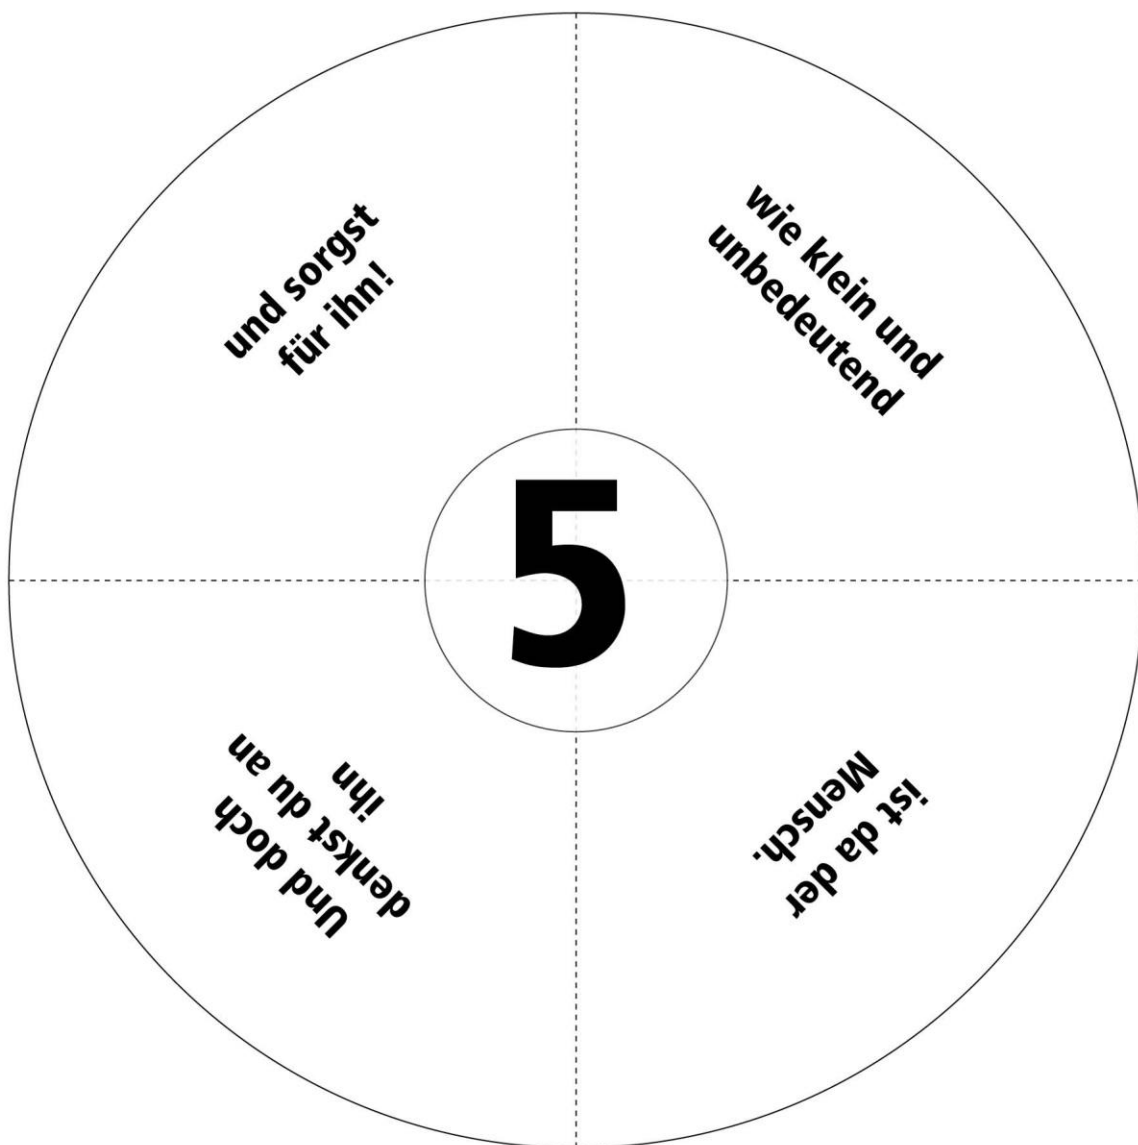 wie klein und
unbedeutend
ist da der
Mensch.
Und doch
denkst du an
ihn
und sorgst
für ihn!
5